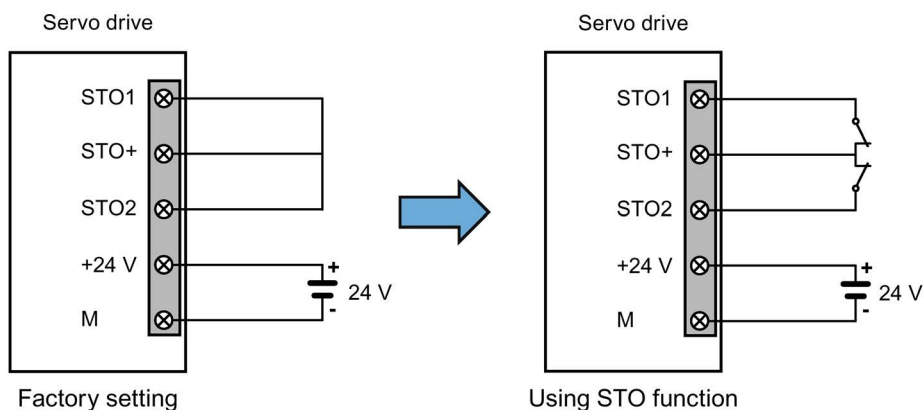 Servo drive
STO1
STO+
STO2
+24 V
M
+
24 V
-
Factory setting
Servo drive
STO1
STO+
STO2
+24 V
M
+
24 V
-
Using STO function